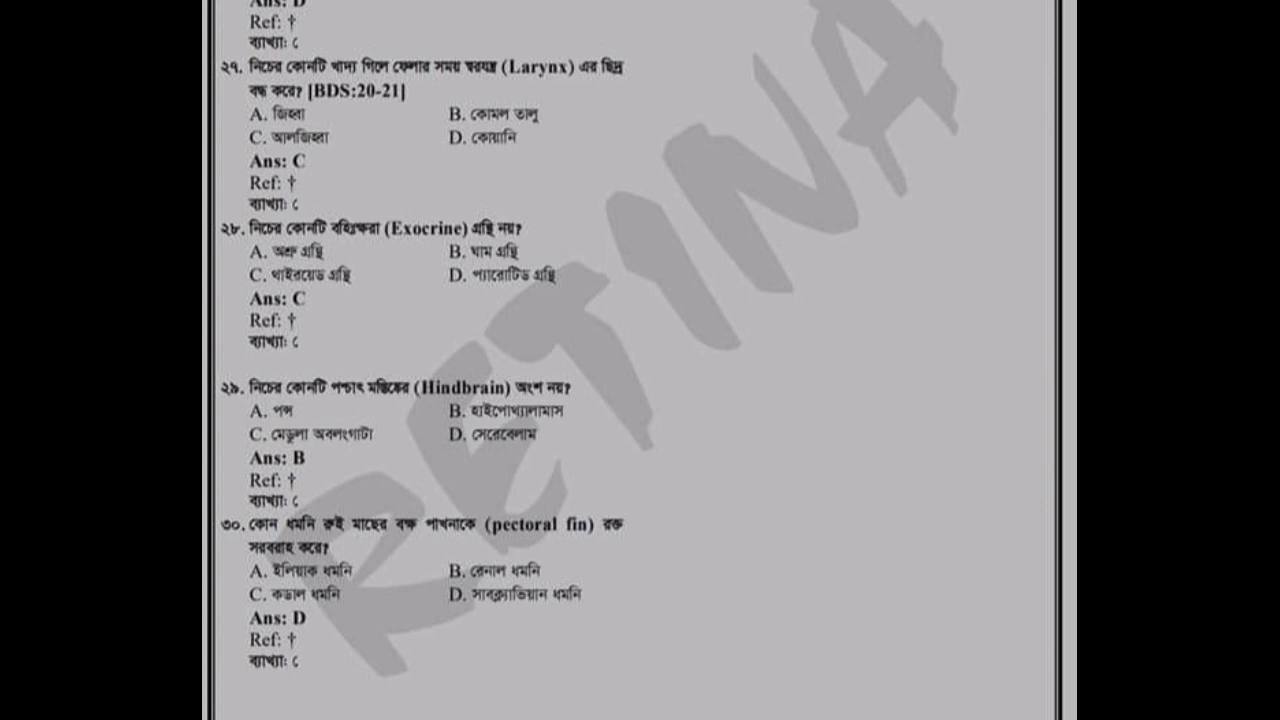 Ans: D
Ref: †
ব্যাখ্যাঃ ৫
২৭. নিচের কোনটি খাদ্য গিলে ফেলার সময় স্বরযন্ত্র (Larynx) এর ছিদ্র
বন্ধ করে? [BDS:20-21]
A. জিহ্বা B. কোমল তালু
C. আলজিহ্বা D. কোয়ানি
Ans: C
Ref: †
ব্যাখ্যাঃ ৫
২৮. নিচের কোনটি বহিঃক্ষরা (Exocrine) গ্রন্থি নয়?
A. অশ্রু গ্রন্থি B. ঘাম গ্রন্থি
C. থাইরয়েড গ্রন্থি D. প্যারোটিড গ্রন্থি
Ans: C
Ref: †
ব্যাখ্যাঃ ৫
২৯. নিচের কোনটি পশ্চাৎ মস্তিষ্কের (Hindbrain) অংশ নয়?
A. পন্স B. হাইপোথ্যালামাস
C. মেডুলা অবলংগাটা D. সেরেবেলাম
Ans: B
Ref: †
ব্যাখ্যাঃ ৫
৩০. কোন ধমনি রুই মাছের বক্ষ পাখনাকে (pectoral fin) রক্ত
সরবরাহ করে?
A. ইলিয়াক ধমনি B. রেনাল ধমনি
C. কডাল ধমনি D. সাবক্ল্যাভিয়ান ধমনি
Ans: D
Ref: †
ব্যাখ্যাঃ ৫
RETINA